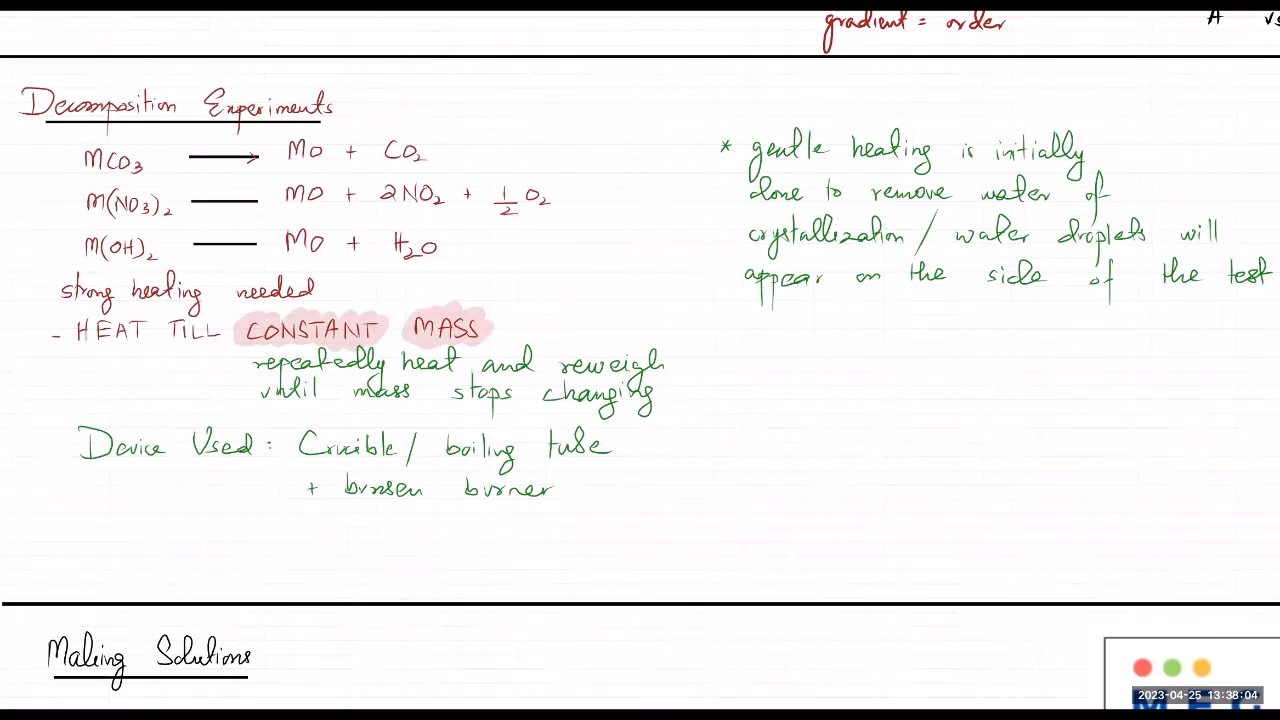 gradient = order
A vs
Decomposition Experiments
MCO₃ → MO + CO₂
M(NO₃)₂ — MO + 2NO₂ + ½ O₂
M(OH)₂ — MO + H₂O
strong heating needed
- HEAT TILL CONSTANT MASS
repeatedly heat and reweigh
until mass stops changing
Device Used: Crucible / boiling tube
+ bunsen burner
* gentle heating is initially
done to remove water of
crystallization / water droplets will
appear on the side of the test
Making Solutions
2023-04-25 13:38:04